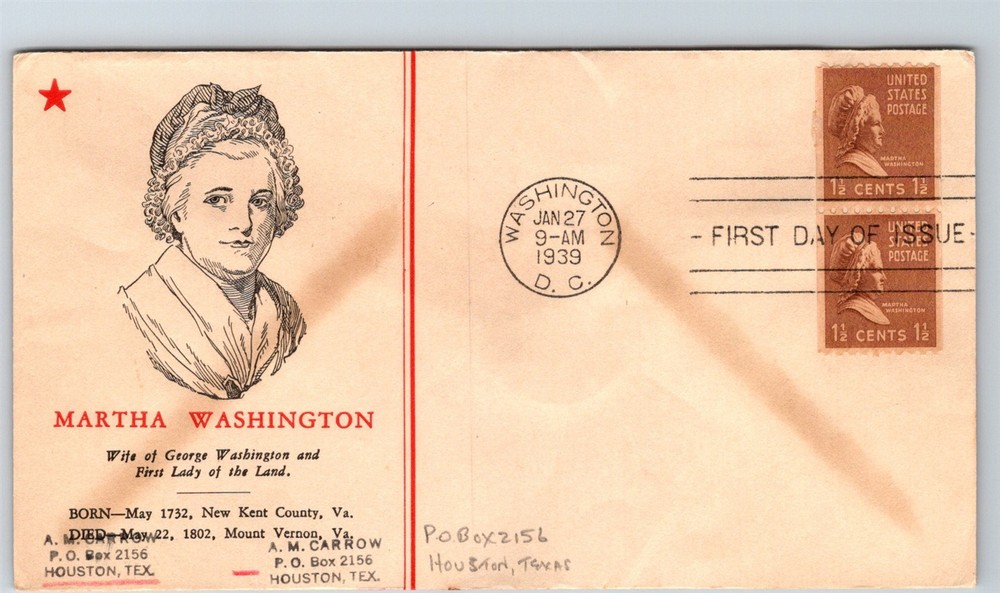 MARTHA WASHINGTON
Wife of George Washington and
First Lady of the Land.
BORN—May 1732, New Kent County, Va.
DIED—May 22, 1802, Mount Vernon, Va.
A. M. CARROW
P. O. Box 2156
HOUSTON, TEX.
A. M. CARROW
P. O. Box 2156
HOUSTON, TEX.
P.O. BOX 2156
HOUSTON, TEXAS
WASHINGTON
JAN 27
9-AM
1939
D. C.
- FIRST DAY OF ISSUE -
UNITED
STATES
POSTAGE
MARTHA
WASHINGTON
1½ CENTS 1½
UNITED
STATES
POSTAGE
MARTHA
WASHINGTON
1½ CENTS 1½